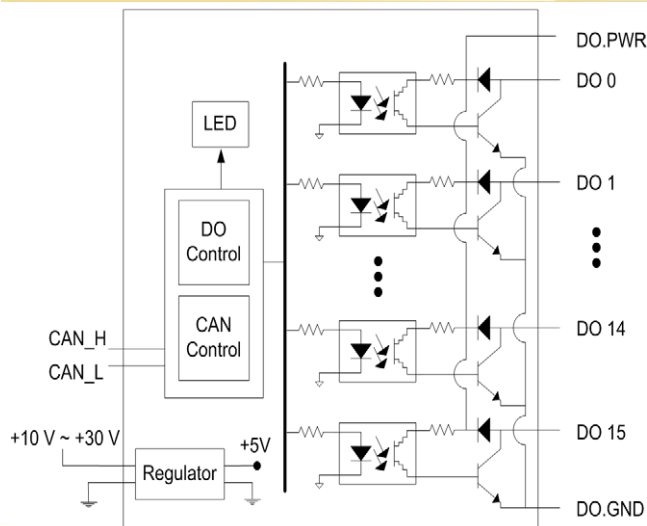 DO.PWR
DO 0
LED
DO 1
DO
Control
CAN
Control
CAN_H
CAN_L
DO 14
+10 V ~ +30 V
+5V
Regulator
DO 15
DO.GND